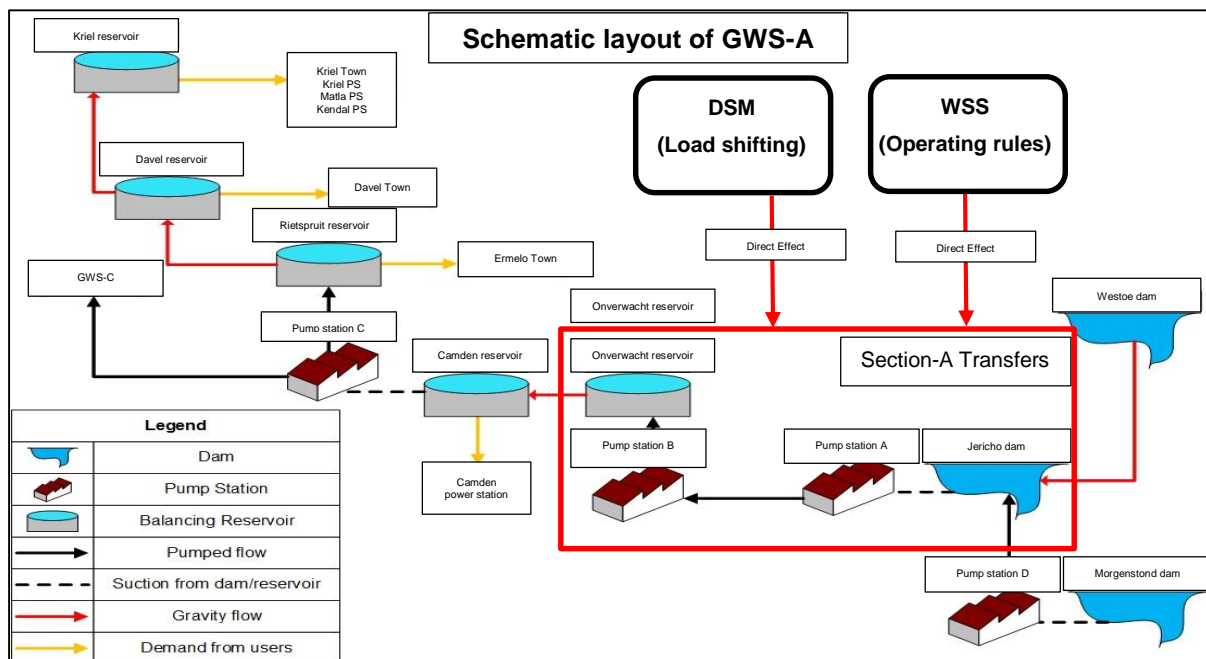 Schematic layout of GWS-A
Kriel reservoir
Kriel Town
Kriel PS
Matla PS
Kendal PS
DSM
(Load shifting)
WSS
(Operating rules)
Davel reservoir
Davel Town
Rietspruit reservoir
Direct Effect
Direct Effect
Ermelo Town
GWS-C
Westoe dam
Onverwacht reservoir
Pump station C
Camden reservoir
Onverwacht reservoir
Section-A Transfers
Pump station B
Pump station A
Jericho dam
Camden
power station
Pump station D
Morgenstond dam
Legend
Dam
Pump Station
Balancing Reservoir
Pumped flow
Suction from dam/reservoir
Gravity flow
Demand from users